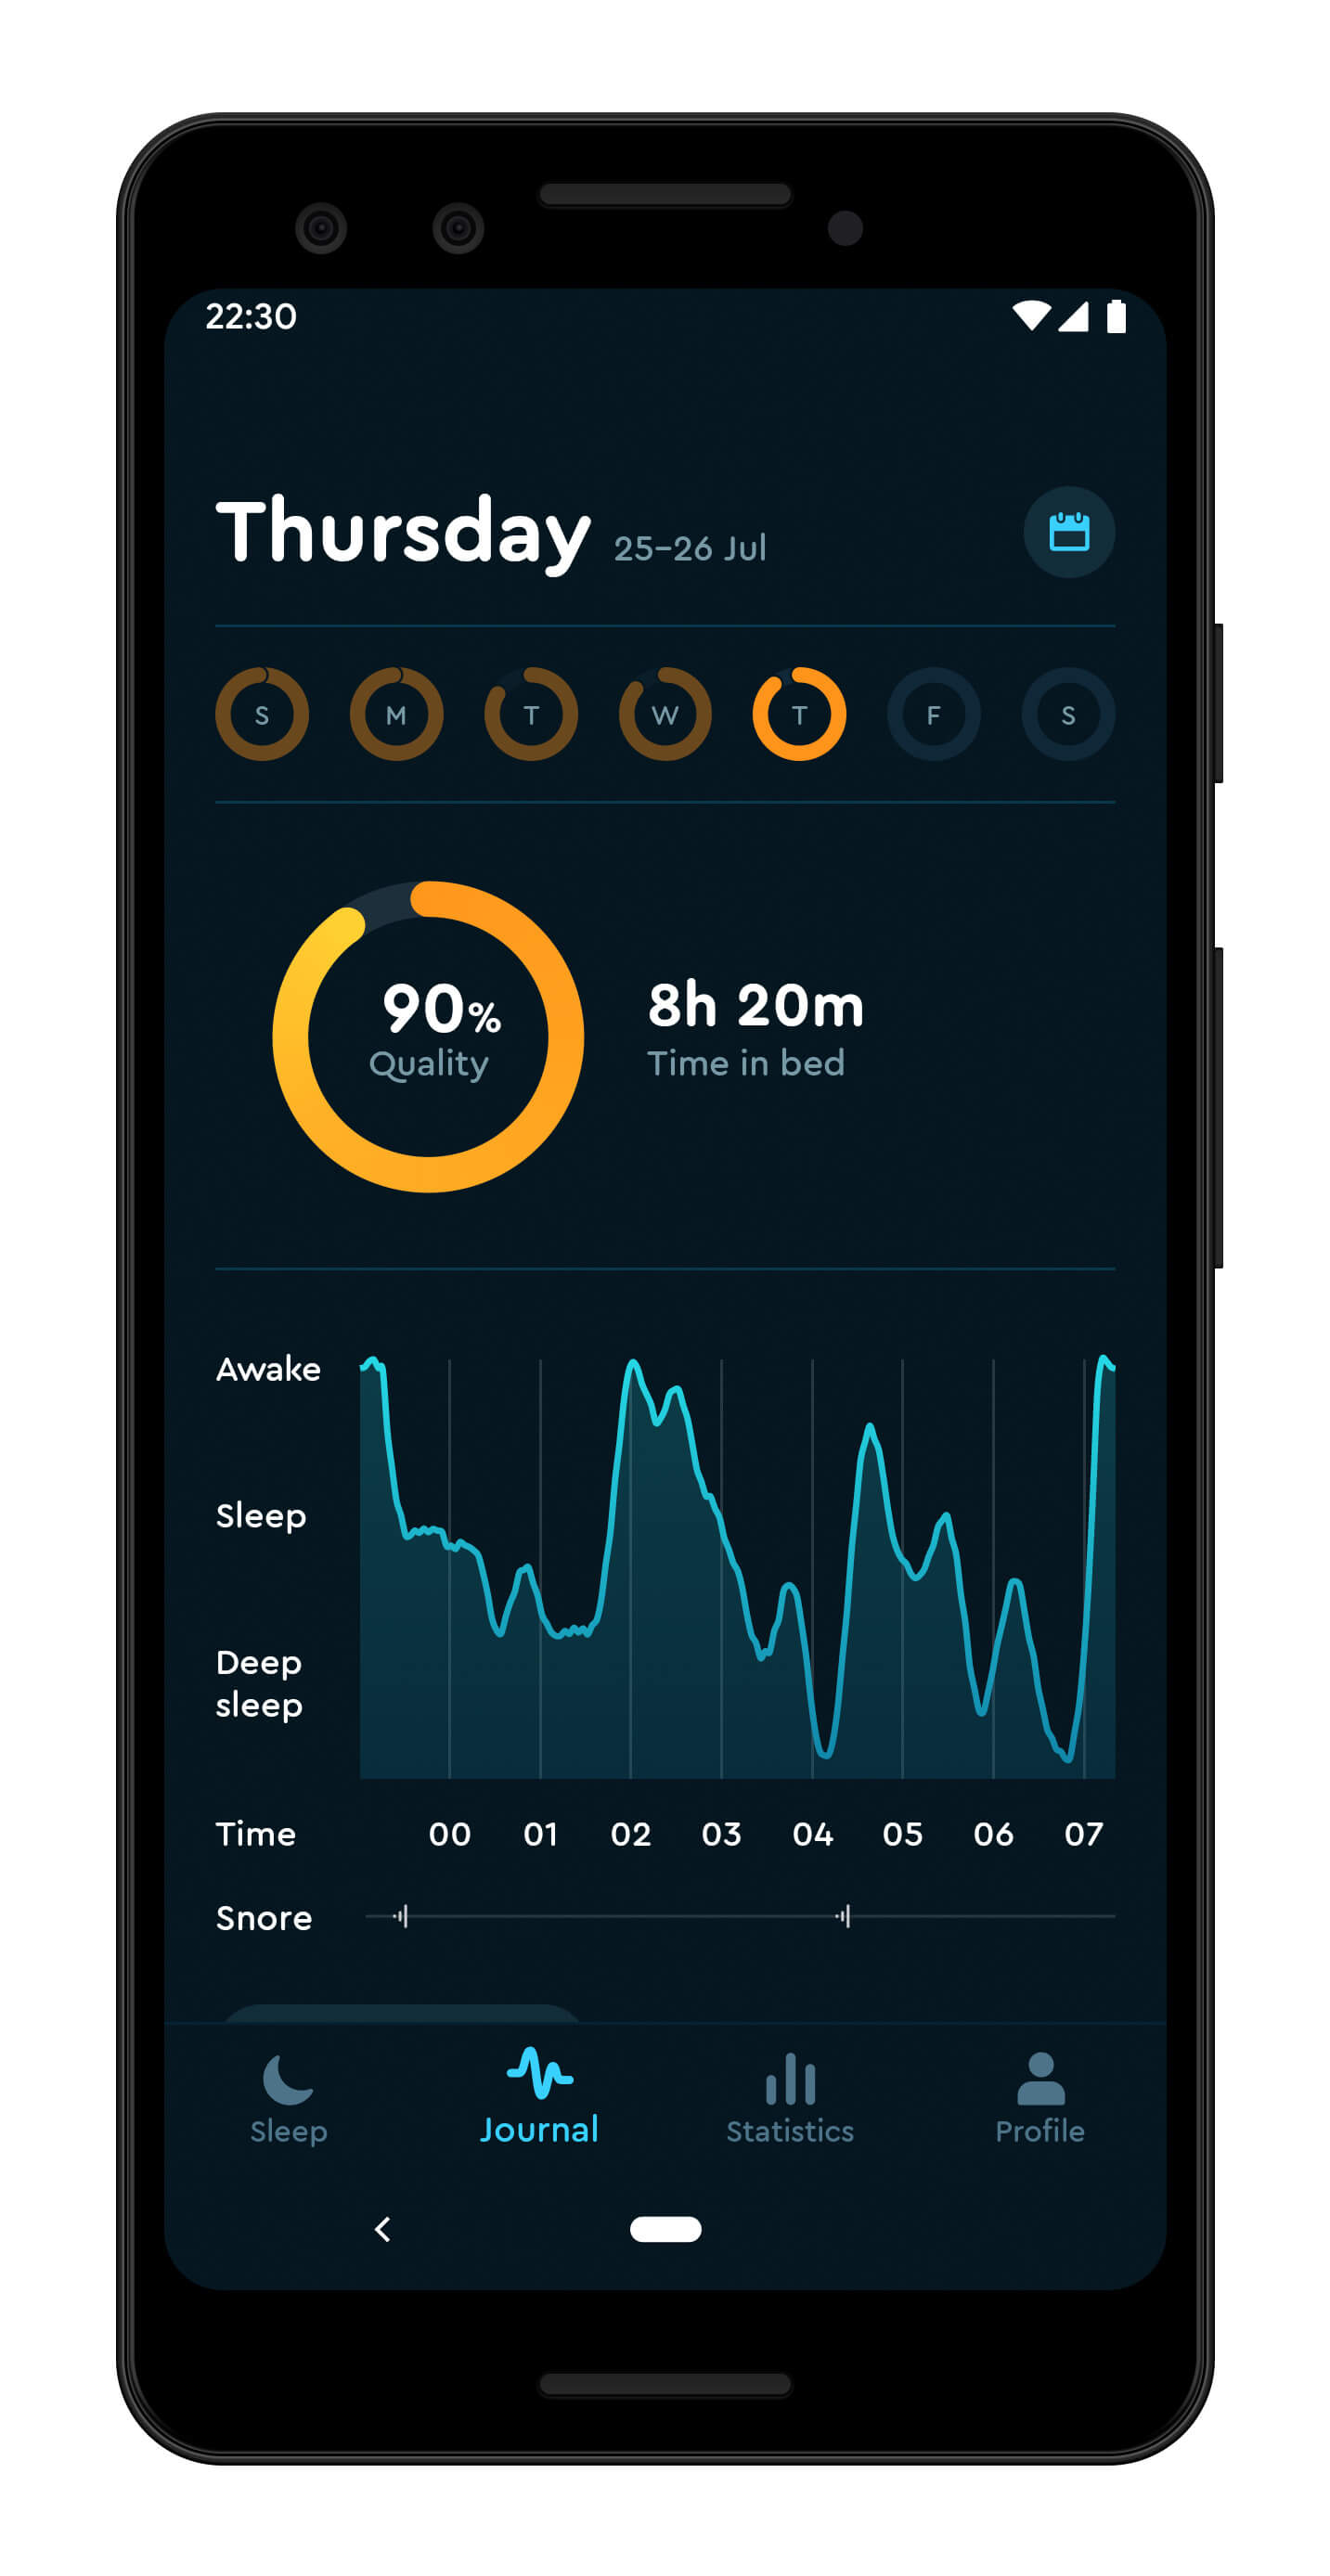 22:30
Thursday 25–26 Jul
S M T W T F S
90% 8h 20m
Quality Time in bed
Awake
Sleep
Deep
sleep
Time 00 01 02 03 04 05 06 07
Snore
Sleep Journal Statistics Profile